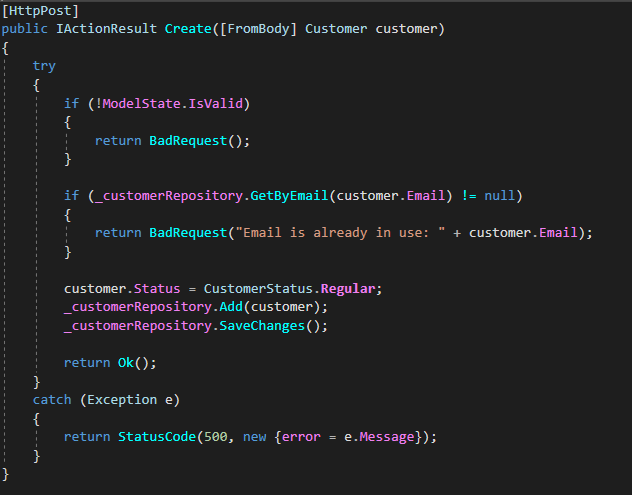 [HttpPost]
public IActionResult Create([FromBody] Customer customer)
{
    try
    {
        if (!ModelState.IsValid)
        {
            return BadRequest();
        }

        if (_customerRepository.GetByEmail(customer.Email) != null)
        {
            return BadRequest("Email is already in use: " + customer.Email);
        }

        customer.Status = CustomerStatus.Regular;
        _customerRepository.Add(customer);
        _customerRepository.SaveChanges();

        return Ok();
    }
    catch (Exception e)
    {
        return StatusCode(500, new {error = e.Message});
    }
}